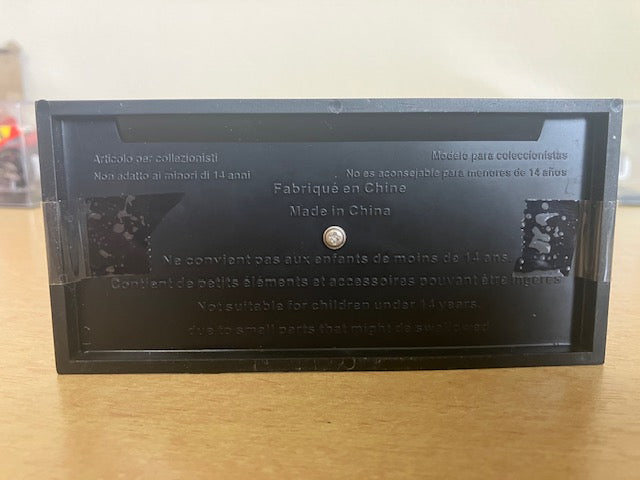 Articolo per collezionisti
Non adatto ai minori di 14 anni
Modelo para coleccionistas
No es aconsejable para menores de 14 años
Fabriqué en Chine
Made in China
Ne convient pas aux enfants de moins de 14 ans
Contient de petits éléments et accessoires pouvant être ingérés
Not suitable for children under 14 years
due to small parts that might de swallowed